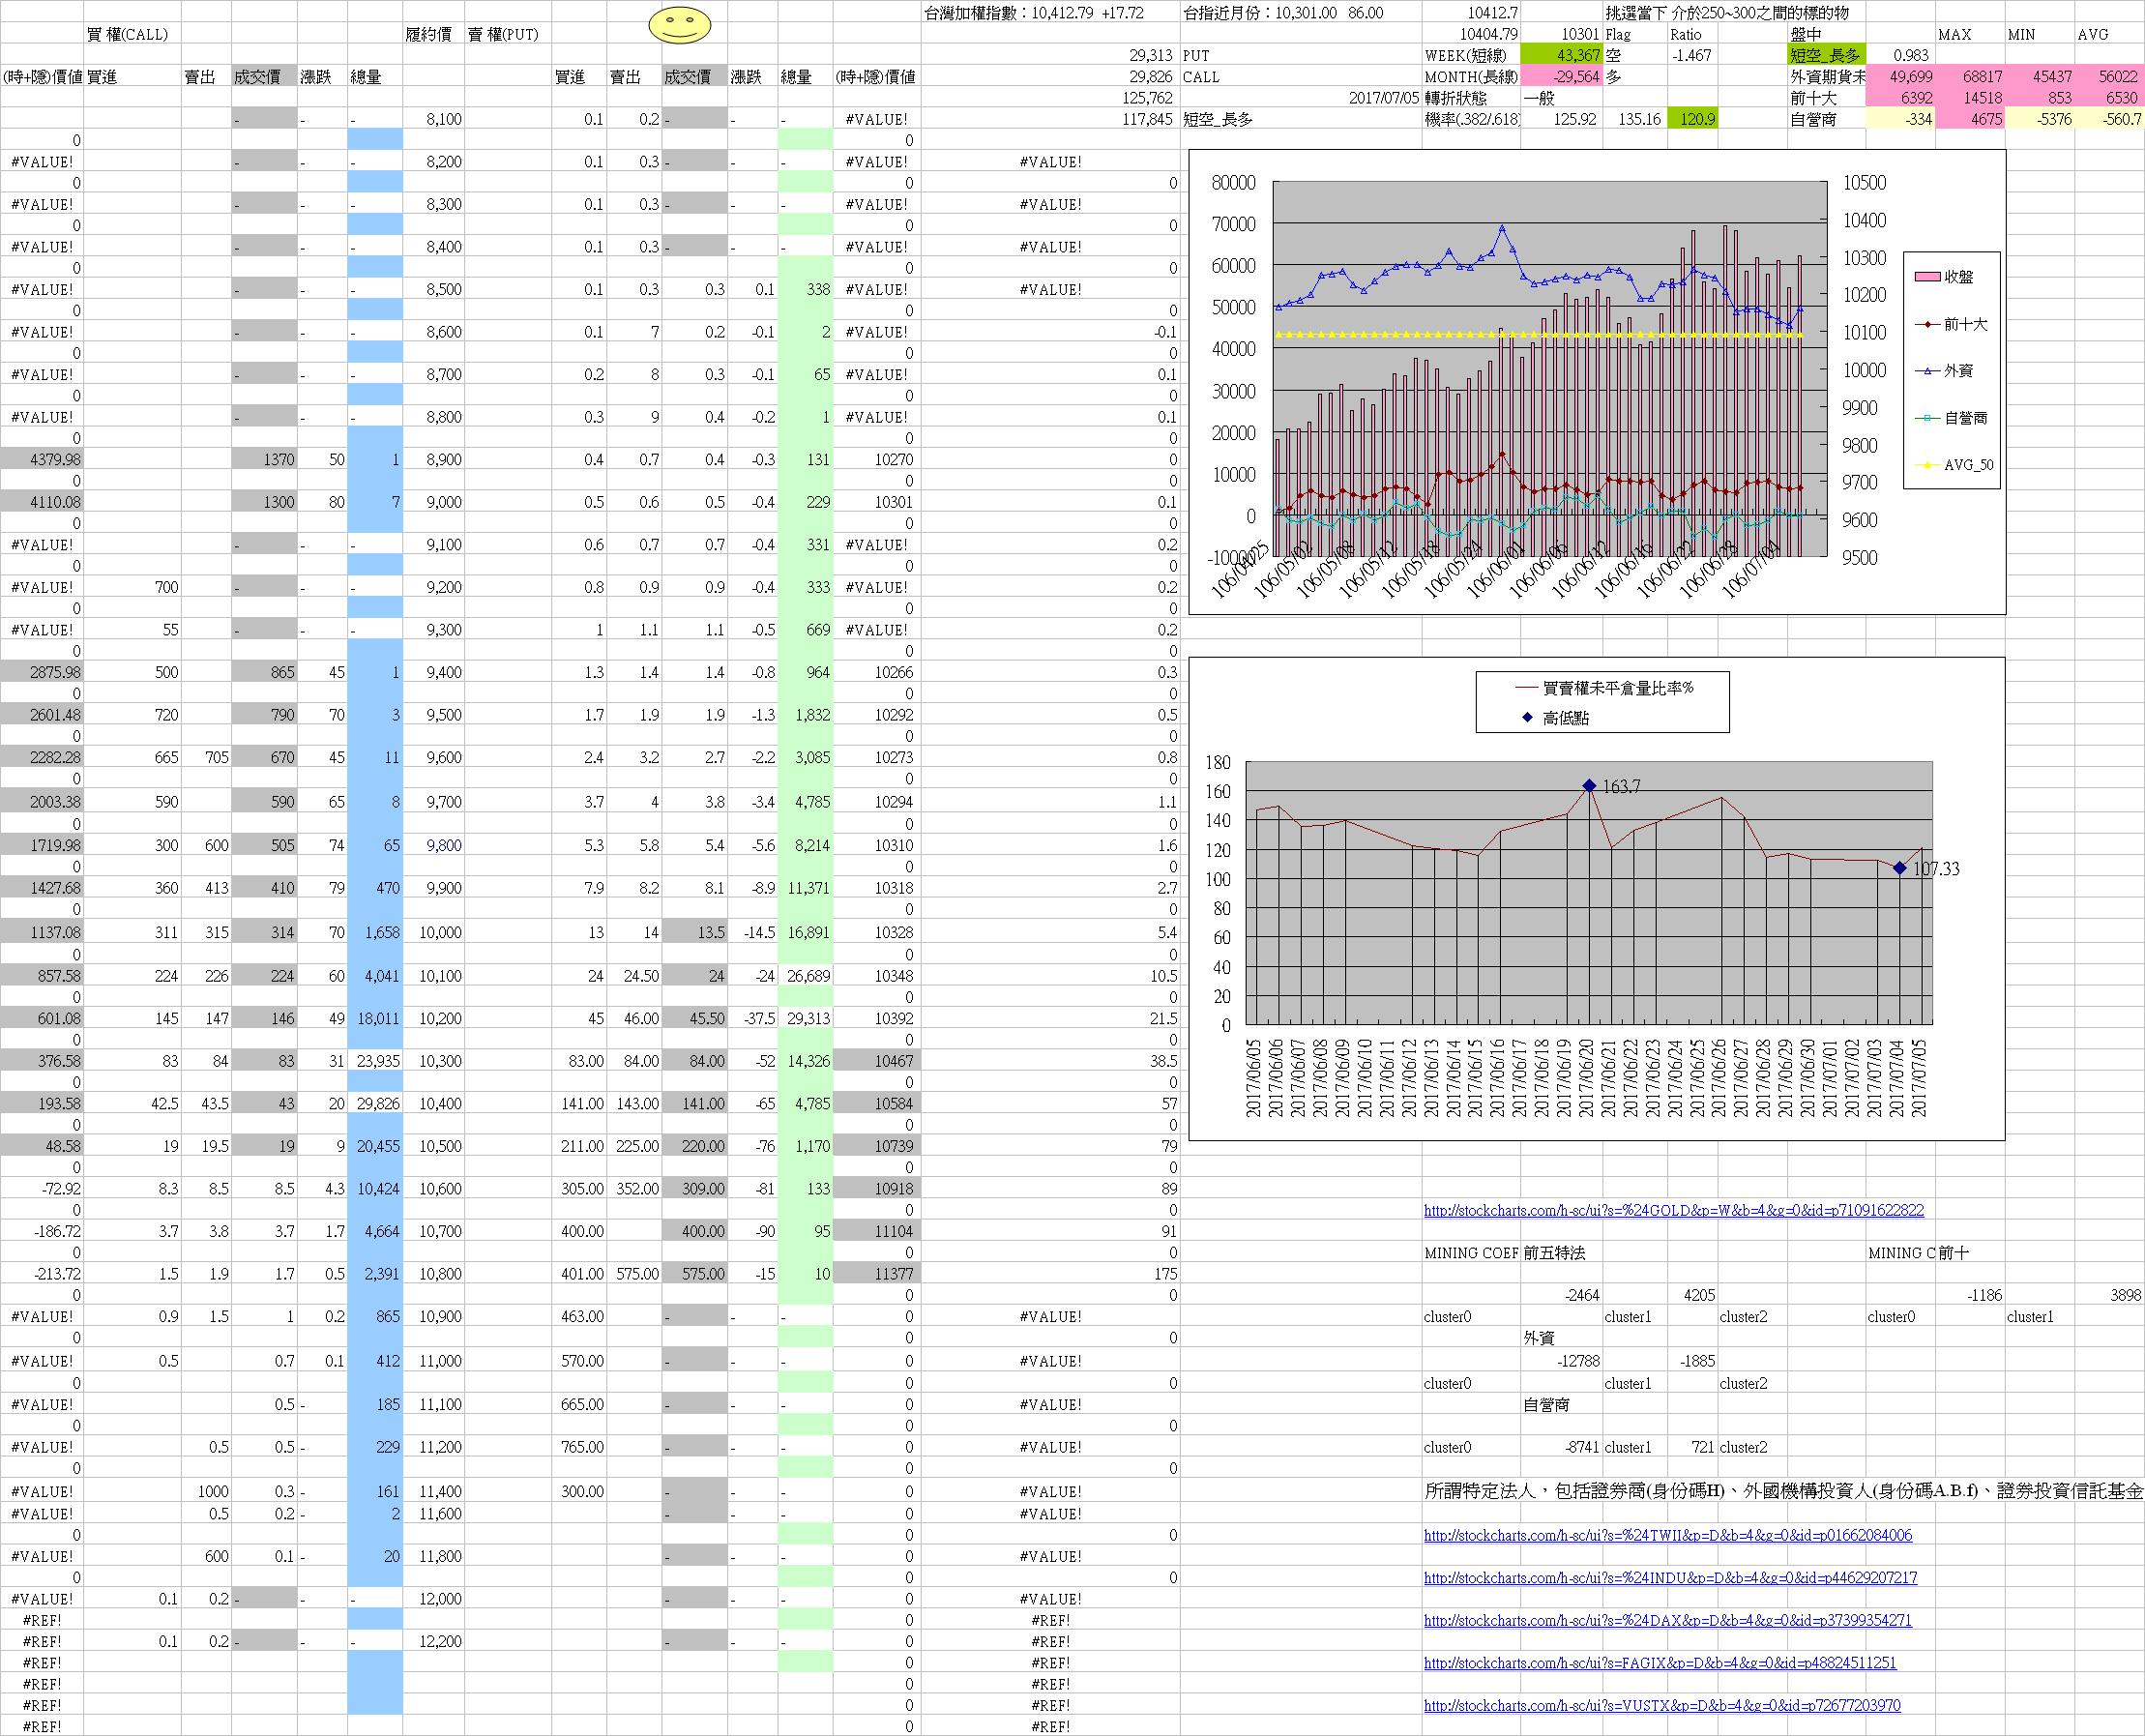 台灣加權指數：10,412.79 +17.72 台指近月份：10,301.00 86.00 10412.7 挑選當下 介於250~300之間的標的物
買 權(CALL) 履約價 賣 權(PUT) 10404.79 10301 Flag Ratio 盤中 MAX MIN AVG
29,313 PUT WEEK(短線) 43,367 空 -1.467 短空_長多 0.983
(時+隱)價值 買進 賣出 成交價 漲跌 總量 買進 賣出 成交價 漲跌 總量 (時+隱)價值 29,826 CALL MONTH(長線) -29,564 多 外資期貨未 49,699 68817 45437 56022
125,762 2017/07/05 轉折狀態 一般 前十大 6392 14518 853 6530
- - - 8,100 0.1 0.2 - - - #VALUE! 117,845 短空_長多 機率(.382/.618) 125.92 135.16 120.9 自營商 -334 4675 -5376 -560.7
0 0
#VALUE! - - - 8,200 0.1 0.3 - - - #VALUE! #VALUE!
0 0 0
#VALUE! - - - 8,300 0.1 0.3 - - - #VALUE! #VALUE!
0 0 0
#VALUE! - - - 8,400 0.1 0.3 - - - #VALUE! #VALUE!
0 0 0
#VALUE! - - - 8,500 0.1 0.3 0.3 0.1 338 #VALUE! #VALUE!
0 0 0
#VALUE! - - - 8,600 0.1 7 0.2 -0.1 2 #VALUE! -0.1
0 0 0
#VALUE! - - - 8,700 0.2 8 0.3 -0.1 65 #VALUE! 0.1
0 0 0
#VALUE! - - - 8,800 0.3 9 0.4 -0.2 1 #VALUE! 0.1
0 0 0
4379.98 1370 50 1 8,900 0.4 0.7 0.4 -0.3 131 10270 0
0 0 0
4110.08 1300 80 7 9,000 0.5 0.6 0.5 -0.4 229 10301 0.1
0 0 0
#VALUE! - - - 9,100 0.6 0.7 0.7 -0.4 331 #VALUE! 0.2
0 0 0
#VALUE! 700 - - - 9,200 0.8 0.9 0.9 -0.4 333 #VALUE! 0.2
0 0 0
#VALUE! 55 - - - 9,300 1 1.1 1.1 -0.5 669 #VALUE! 0.2
0 0 0
2875.98 500 865 45 1 9,400 1.3 1.4 1.4 -0.8 964 10266 0.3
0 0 0
2601.48 720 790 70 3 9,500 1.7 1.9 1.9 -1.3 1,832 10292 0.5
0 0 0
2282.28 665 705 670 45 11 9,600 2.4 3.2 2.7 -2.2 3,085 10273 0.8
0 0 0
2003.38 590 590 65 8 9,700 3.7 4 3.8 -3.4 4,785 10294 1.1
0 0 0
1719.98 300 600 505 74 65 9,800 5.3 5.8 5.4 -5.6 8,214 10310 1.6
0 0 0
1427.68 360 413 410 79 470 9,900 7.9 8.2 8.1 -8.9 11,371 10318 2.7
0 0 0
1137.08 311 315 314 70 1,658 10,000 13 14 13.5 -14.5 16,891 10328 5.4
0 0 0
857.58 224 226 224 60 4,041 10,100 24 24.50 24 -24 26,689 10348 10.5
0 0 0
601.08 145 147 146 49 18,011 10,200 45 46.00 45.50 -37.5 29,313 10392 21.5
0 0 0
376.58 83 84 83 31 23,935 10,300 83.00 84.00 84.00 -52 14,326 10467 38.5
0 0 0
193.58 42.5 43.5 43 20 29,826 10,400 141.00 143.00 141.00 -65 4,785 10584 57
0 0 0
48.58 19 19.5 19 9 20,455 10,500 211.00 225.00 220.00 -76 1,170 10739 79
0 0 0
-72.92 8.3 8.5 8.5 4.3 10,424 10,600 305.00 352.00 309.00 -81 133 10918 89
0 0 0
-186.72 3.7 3.8 3.7 1.7 4,664 10,700 400.00 400.00 -90 95 11104 91
0 0 0
-213.72 1.5 1.9 1.7 0.5 2,391 10,800 401.00 575.00 575.00 -15 10 11377 175
0 0 0
#VALUE! 0.9 1.5 1 0.2 865 10,900 463.00 - - - 0 #VALUE!
0 0 0
#VALUE! 0.5 0.7 0.1 412 11,000 570.00 - - - 0 #VALUE!
0 0 0
#VALUE! 0.5 - 185 11,100 665.00 - - - 0 #VALUE!
0 0 0
#VALUE! 0.5 0.5 - 229 11,200 765.00 - - - 0 #VALUE!
0 0 0
#VALUE! 1000 0.3 - 161 11,400 300.00 - - - 0 #VALUE!
#VALUE! 0.5 0.2 - 2 11,600 - - - 0 #VALUE!
0 0 0
#VALUE! 600 0.1 - 20 11,800 - - - 0 #VALUE!
0 0 0
#VALUE! 0.1 0.2 - - - 12,000 - - - 0 #VALUE!
#REF! 0 #REF!
#REF! 0.1 0.2 - - - 12,200 - - - 0 #REF!
#REF! 0 #REF!
#REF! 0 #REF!
#REF! 0 #REF!
#REF! 0 #REF!
80000 10500
70000 10400
60000 10300
50000 10200
40000 10100
30000 10000
20000 9900
10000 9800
0 9700
-10000 9600
9500
106/04/25 106/05/02 106/05/08 106/05/12 106/05/18 106/05/24 106/06/01 106/06/06 106/06/12 106/06/16 106/06/22 106/06/28 106/07/04
收盤
前十大
外資
自營商
AVG_50
買賣權未平倉量比率%
高低點
180
160
140
120
100
80
60
40
20
0
163.7
107.33
2017/06/05 2017/06/06 2017/06/07 2017/06/08 2017/06/09 2017/06/10 2017/06/11 2017/06/12 2017/06/13 2017/06/14 2017/06/15 2017/06/16 2017/06/17 2017/06/18 2017/06/19 2017/06/20 2017/06/21 2017/06/22 2017/06/23 2017/06/24 2017/06/25 2017/06/26 2017/06/27 2017/06/28 2017/06/29 2017/06/30 2017/07/01 2017/07/02 2017/07/03 2017/07/04 2017/07/05
http://stockcharts.com/h-sc/ui?s=%24GOLD&p=W&b=4&g=0&id=p71091622822
MINING COEF 前五特法 MINING C 前十
-2464 4205 -1186 3898
cluster0 cluster1 cluster2 cluster0 cluster1
外資
-12788 -1885
cluster0 cluster1 cluster2
自營商
cluster0 -8741 cluster1 721 cluster2
所謂特定法人，包括證券商(身份碼H)、外國機構投資人(身份碼A.B.f)、證券投資信託基金
http://stockcharts.com/h-sc/ui?s=%24TWII&p=D&b=4&g=0&id=p01662084006
http://stockcharts.com/h-sc/ui?s=%24INDU&p=D&b=4&g=0&id=p44629207217
http://stockcharts.com/h-sc/ui?s=%24DAX&p=D&b=4&g=0&id=p37399354271
http://stockcharts.com/h-sc/ui?s=FAGIX&p=D&b=4&g=0&id=p48824511251
http://stockcharts.com/h-sc/ui?s=VUSTX&p=D&b=4&g=0&id=p72677203970